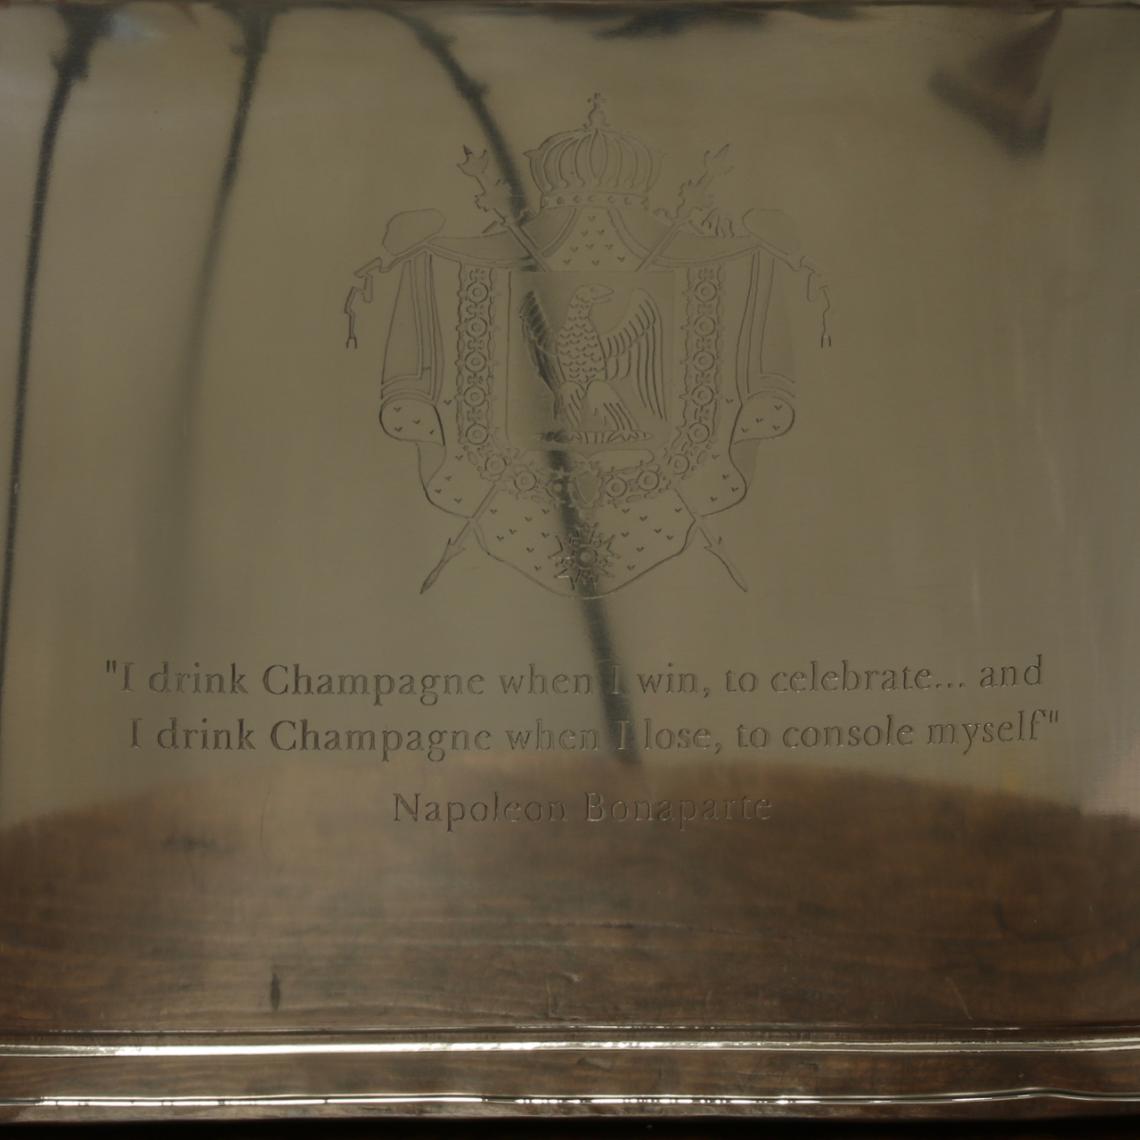 "I drink Champagne when I win, to celebrate... and
I drink Champagne when I lose, to console myself"
Napoleon Bonaparte